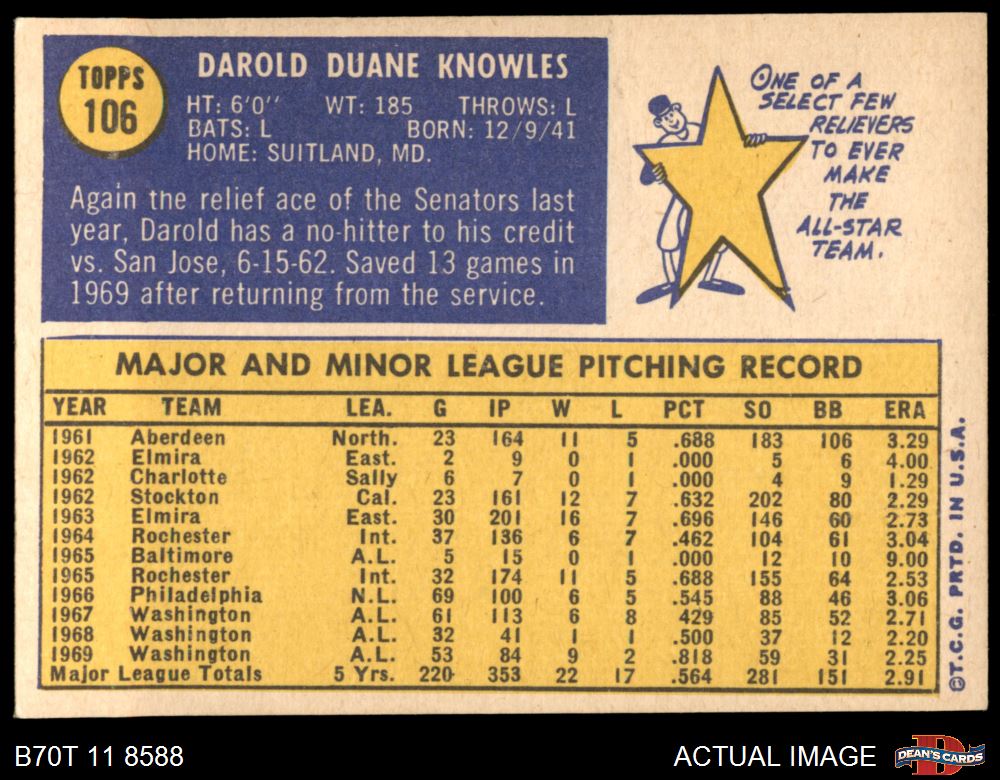 TOPPS
106
DAROLD DUANE KNOWLES
HT: 6'0" WT: 185 THROWS: L
BATS: L BORN: 12/9/41
HOME: SUITLAND, MD.
Again the relief ace of the Senators last
year, Darold has a no-hitter to his credit
vs. San Jose, 6-15-62. Saved 13 games in
1969 after returning from the service.
ONE OF A
SELECT FEW
RELIEVERS
TO EVER
MAKE
THE
ALL-STAR
TEAM.
MAJOR AND MINOR LEAGUE PITCHING RECORD
YEAR TEAM LEA. G IP W L PCT SO BB ERA
1961 Aberdeen North. 23 164 11 5 .688 183 106 3.29
1962 Elmira East. 2 9 0 1 .000 5 6 4.00
1962 Charlotte Sally 6 7 0 1 .000 4 9 1.29
1962 Stockton Cal. 23 161 12 7 .632 202 80 2.29
1963 Elmira East. 30 201 16 7 .696 146 60 2.73
1964 Rochester Int. 37 136 6 7 .462 104 61 3.04
1965 Baltimore A.L. 5 15 0 1 .000 12 10 9.00
1965 Rochester Int. 32 174 11 5 .688 155 64 2.53
1966 Philadelphia N.L. 69 100 6 5 .545 88 46 3.06
1967 Washington A.L. 61 113 6 8 429 85 52 2.71
1968 Washington A.L. 32 41 1 1 .500 37 12 2.20
1969 Washington A.L. 53 84 9 2 .818 59 31 2.25
Major League Totals 5 Yrs. 220 353 22 17 .564 281 151 2.91
©T.C.G. PRTD. IN U.S.A.
B70T 11 8588
ACTUAL IMAGE
DEAN'S CARDS